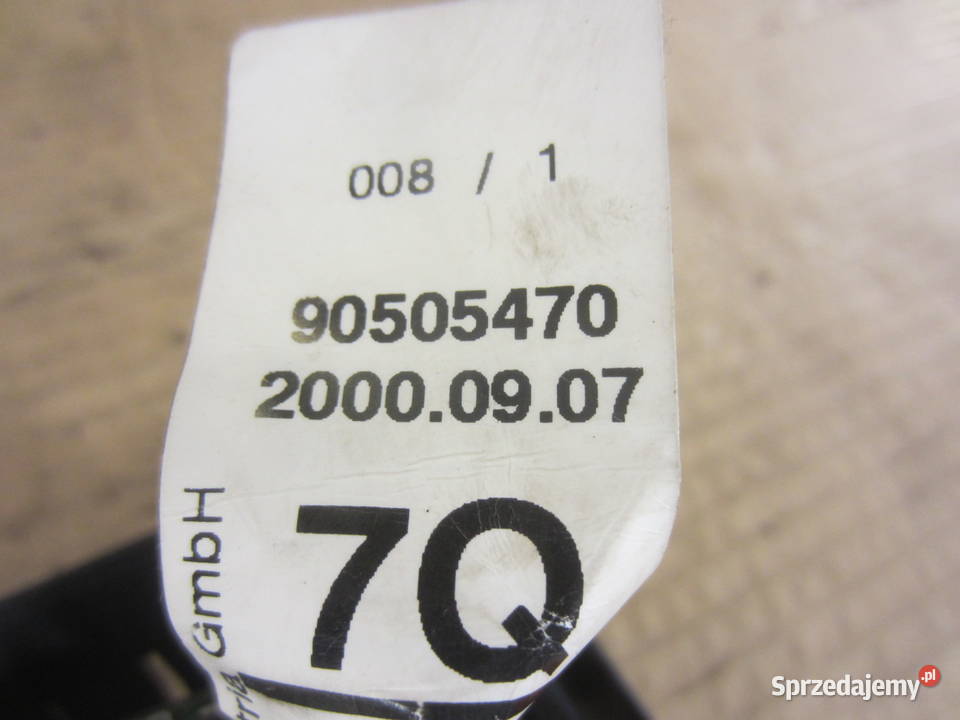 008 / 1
90505470
2000.09.07
7Q
GmbH
Sprzedajemy.pl